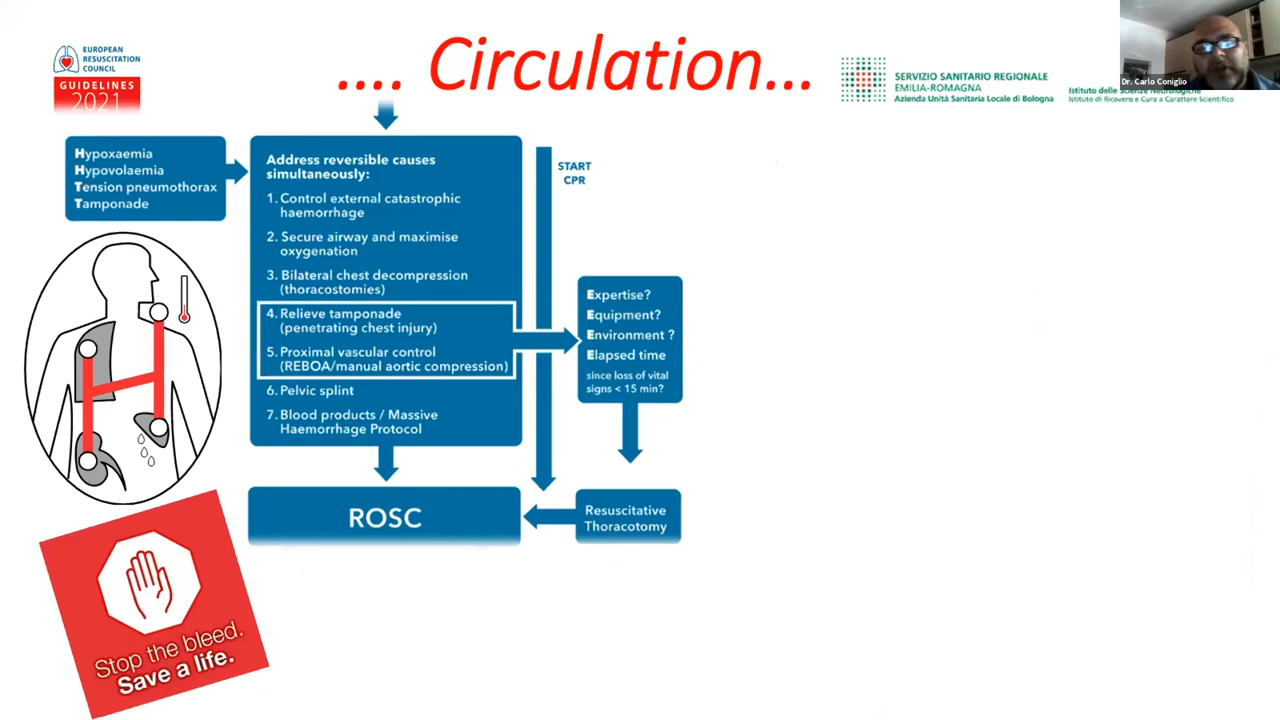 .... Circulation...
EUROPEAN
RESUSCITATION
COUNCIL
GUIDELINES
2021
SERVIZIO SANITARIO REGIONALE
EMILIA-ROMAGNA
Azienda Unità Sanitaria Locale di Bologna
Istituto delle Scienze Neurologiche
Istituto di Ricovero e Cura a Carattere Scientifico
Dr. Carlo Coniglio
Hypoxaemia
Hypovolaemia
Tension pneumothorax
Tamponade
Address reversible causes
simultaneously:
1. Control external catastrophic
haemorrhage
2. Secure airway and maximise
oxygenation
3. Bilateral chest decompression
(thoracostomies)
4. Relieve tamponade
(penetrating chest injury)
5. Proximal vascular control
(REBOA/manual aortic compression)
6. Pelvic splint
7. Blood products / Massive
Haemorrhage Protocol
START
CPR
Expertise?
Equipment?
Environment ?
Elapsed time
since loss of vital
signs < 15 min?
ROSC
Resuscitative
Thoracotomy
Stop the bleed.
Save a life.